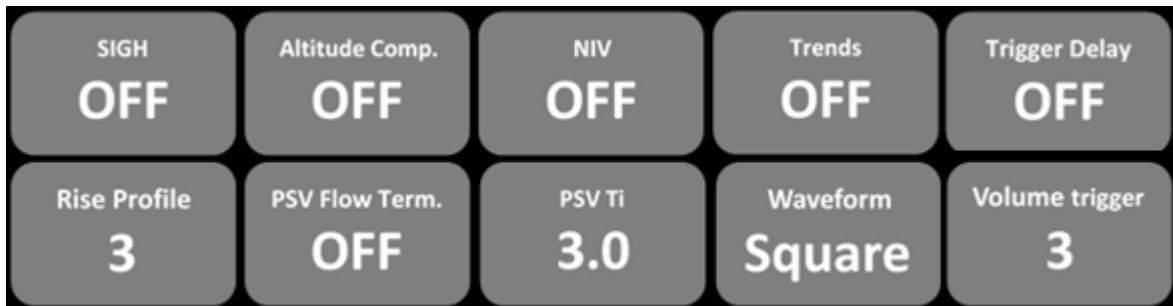 SIGH
OFF
Altitude Comp.
OFF
NIV
OFF
Trends
OFF
Trigger Delay
OFF
Rise Profile
3
PSV Flow Term.
OFF
PSV Ti
3.0
Waveform
Square
Volume trigger
3